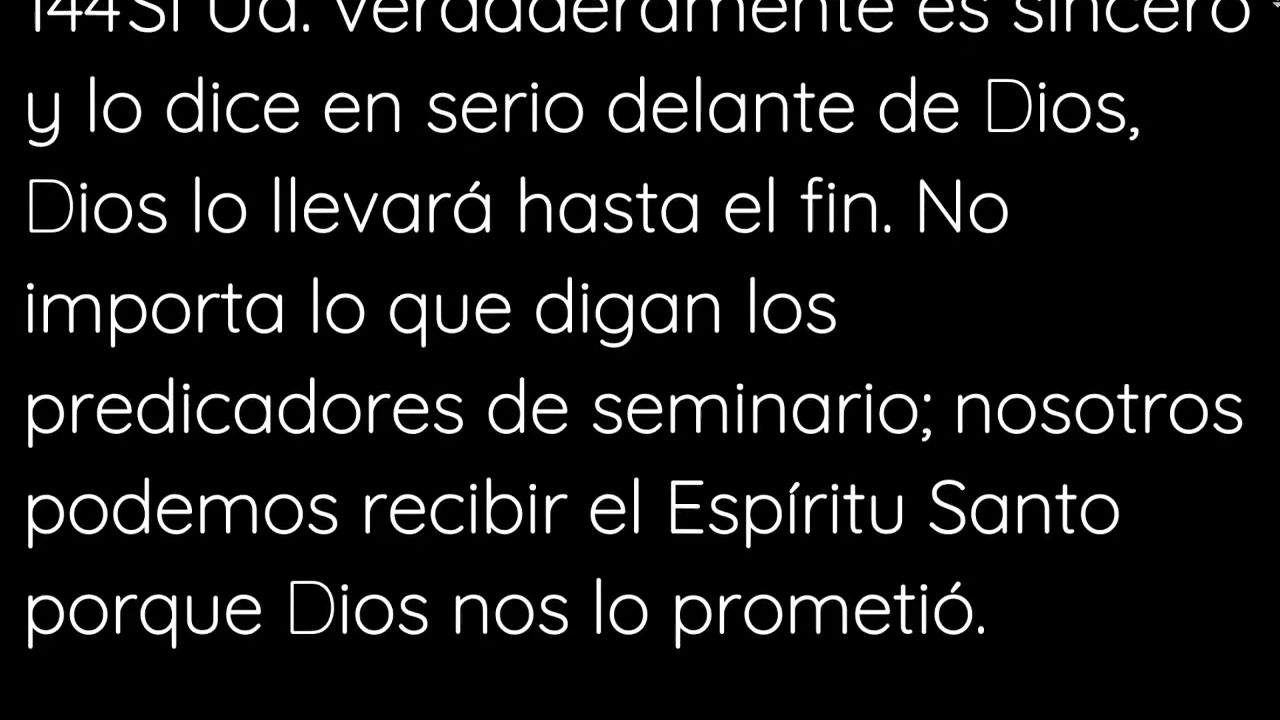 144Si Ud. verdaderamente es sincero
y lo dice en serio delante de Dios,
Dios lo llevará hasta el fin. No
importa lo que digan los
predicadores de seminario; nosotros
podemos recibir el Espíritu Santo
porque Dios nos lo prometió.